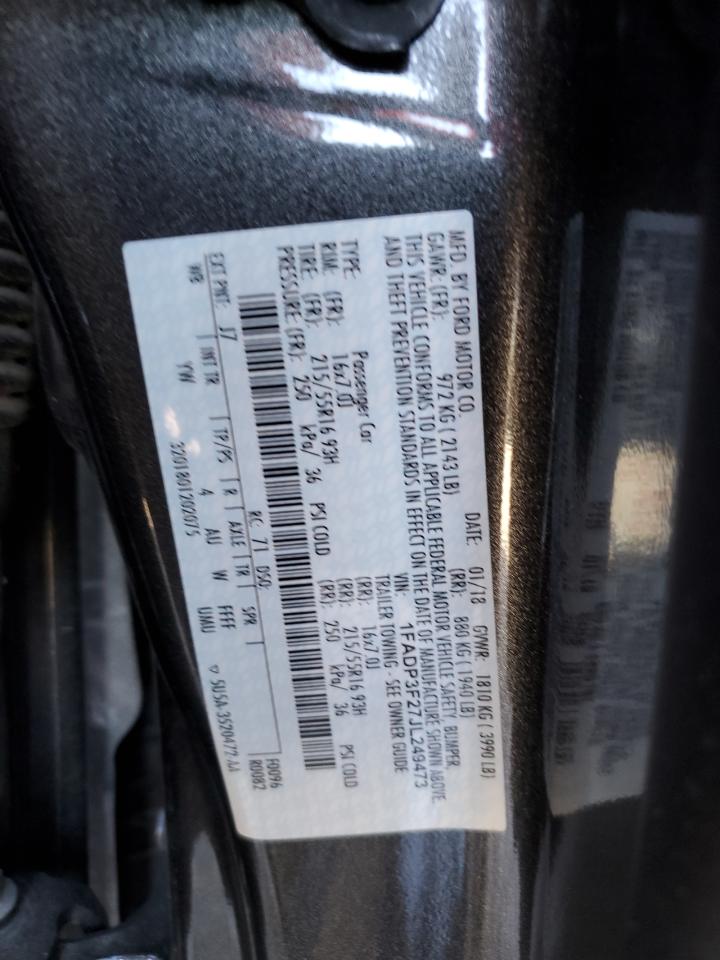 MFD. BY FORD MOTOR CO.
DATE: 01/18 GVWR: 1810 KG ( 3990 LB)
GAWR: (FR): 972 KG ( 2143 LB) (RR): 880 KG ( 1940 LB)
THIS VEHICLE CONFORMS TO ALL APPLICABLE FEDERAL MOTOR VEHICLE SAFETY, BUMPER,
AND THEFT PREVENTION STANDARDS IN EFFECT ON THE DATE OF MANUFACTURE SHOWN ABOVE.
VIN: 1FADP3F27JL249473
TYPE: Passenger Car TRAILER TOWING - SEE OWNER GUIDE
RIM: (FR): 16x7.0J (RR): 16x7.0J
TIRE: (FR): 215/55R16 93H (RR): 215/55R16 93H
PRESSURE: (FR): 250 kPa/ 36 PSI COLD (RR): 250 kPa/ 36 PSI COLD
F0096
R0082
RC: 71 DSO:
EXT PNT: J7
INT TR TP/PS R AXLE TR SPR
WB YW 4 AU W FFFF UMU
3201801202075
▽ 5U5A-3520472-AA